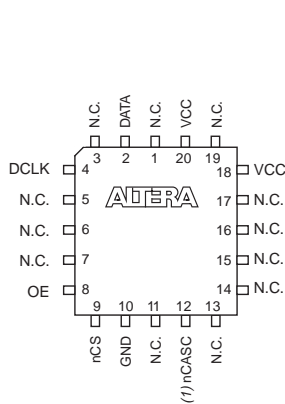 N.C.
DATA
N.C.
VCC
N.C.
3
2
1
20
19
DCLK 4
18 VCC
N.C. 5
ALTERA
17 N.C.
N.C. 6
16 N.C.
N.C. 7
15 N.C.
OE 8
14 N.C.
9
10
11
12
13
nCS
GND
N.C.
(1) nCASC
N.C.